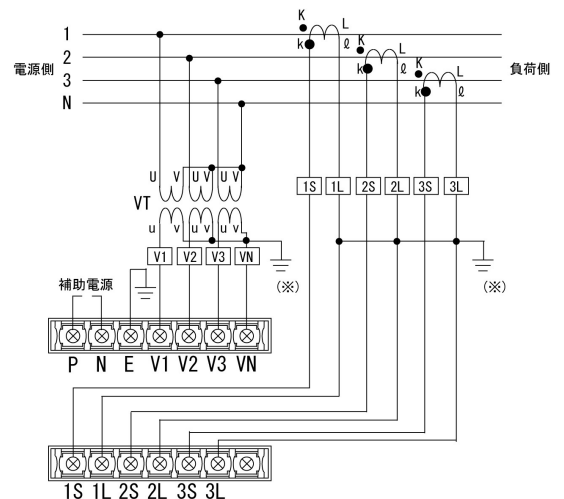 K L
1
k ℓ
K L
2
k ℓ
電源側
負荷側
K L
3
k ℓ
N
U V U V U V
1S 1L 2S 2L 3S 3L
VT
u v u v u v
V1 V2 V3 VN
(※) (※)
補助電源
P N E V1 V2 V3 VN
1S 1L 2S 2L 3S 3L